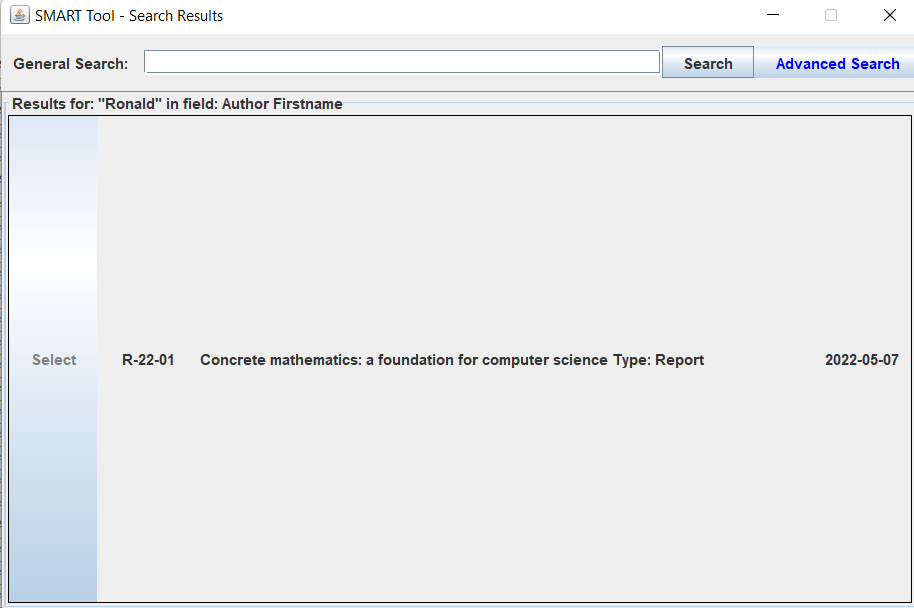 SMART Tool - Search Results
General Search: Search Advanced Search
Results for: "Ronald" in field: Author Firstname
Select R-22-01 Concrete mathematics: a foundation for computer science Type: Report 2022-05-07